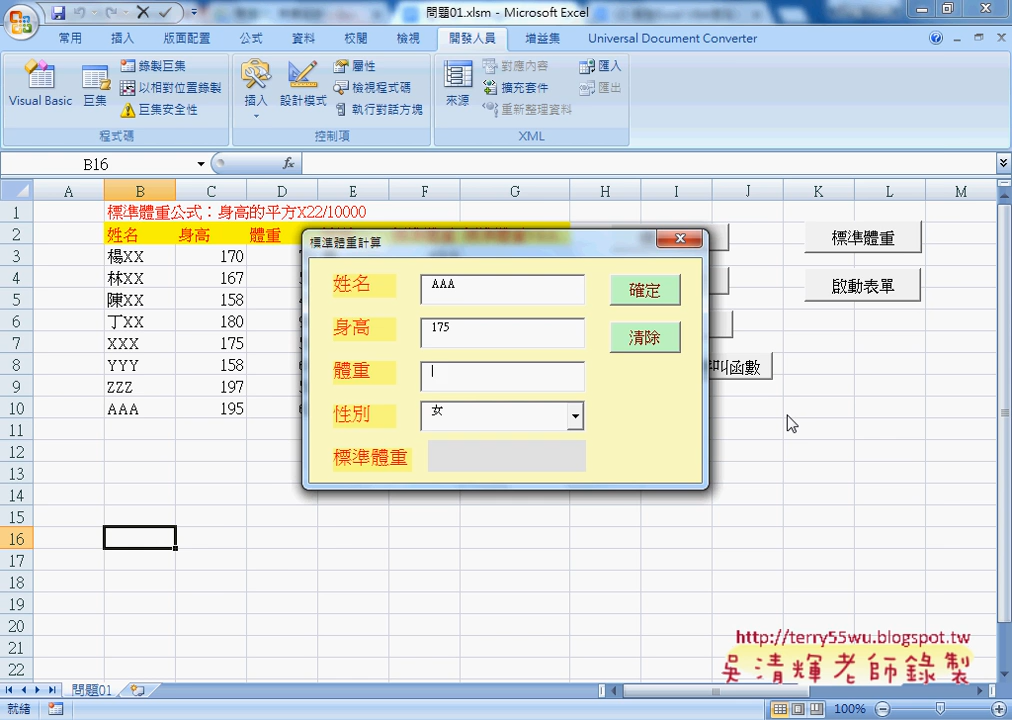 問題01.xlsm - Microsoft Excel
常用 插入 版面配置 公式 資料 校閱 檢視 開發人員 增益集 Universal Document Converter
Visual Basic 巨集 錄製巨集 以相對位置錄製 巨集安全性 程式碼
插入 設計模式 屬性 檢視程式碼 執行對話方塊 控制項
來源 對應內容 擴充套件 重新整理資料 匯入 匯出 XML
B16 fx
A B C D E F G H I J K L M
1 標準體重公式：身高的平方X22/10000
2 姓名 身高 體重
3 楊XX 170
4 林XX 167
5 陳XX 158
6 丁XX 180
7 XXX 175
8 YYY 158
9 ZZZ 197
10 AAA 195
11
12
13
14
15
16
17
18
19
20
21
22
標準體重
啟動表單
叫函數
標準體重計算
姓名 AAA 確定
身高 175 清除
體重
性別 女
標準體重
http://terry55wu.blogspot.tw
吳清輝老師錄製
問題01
就緒 100%